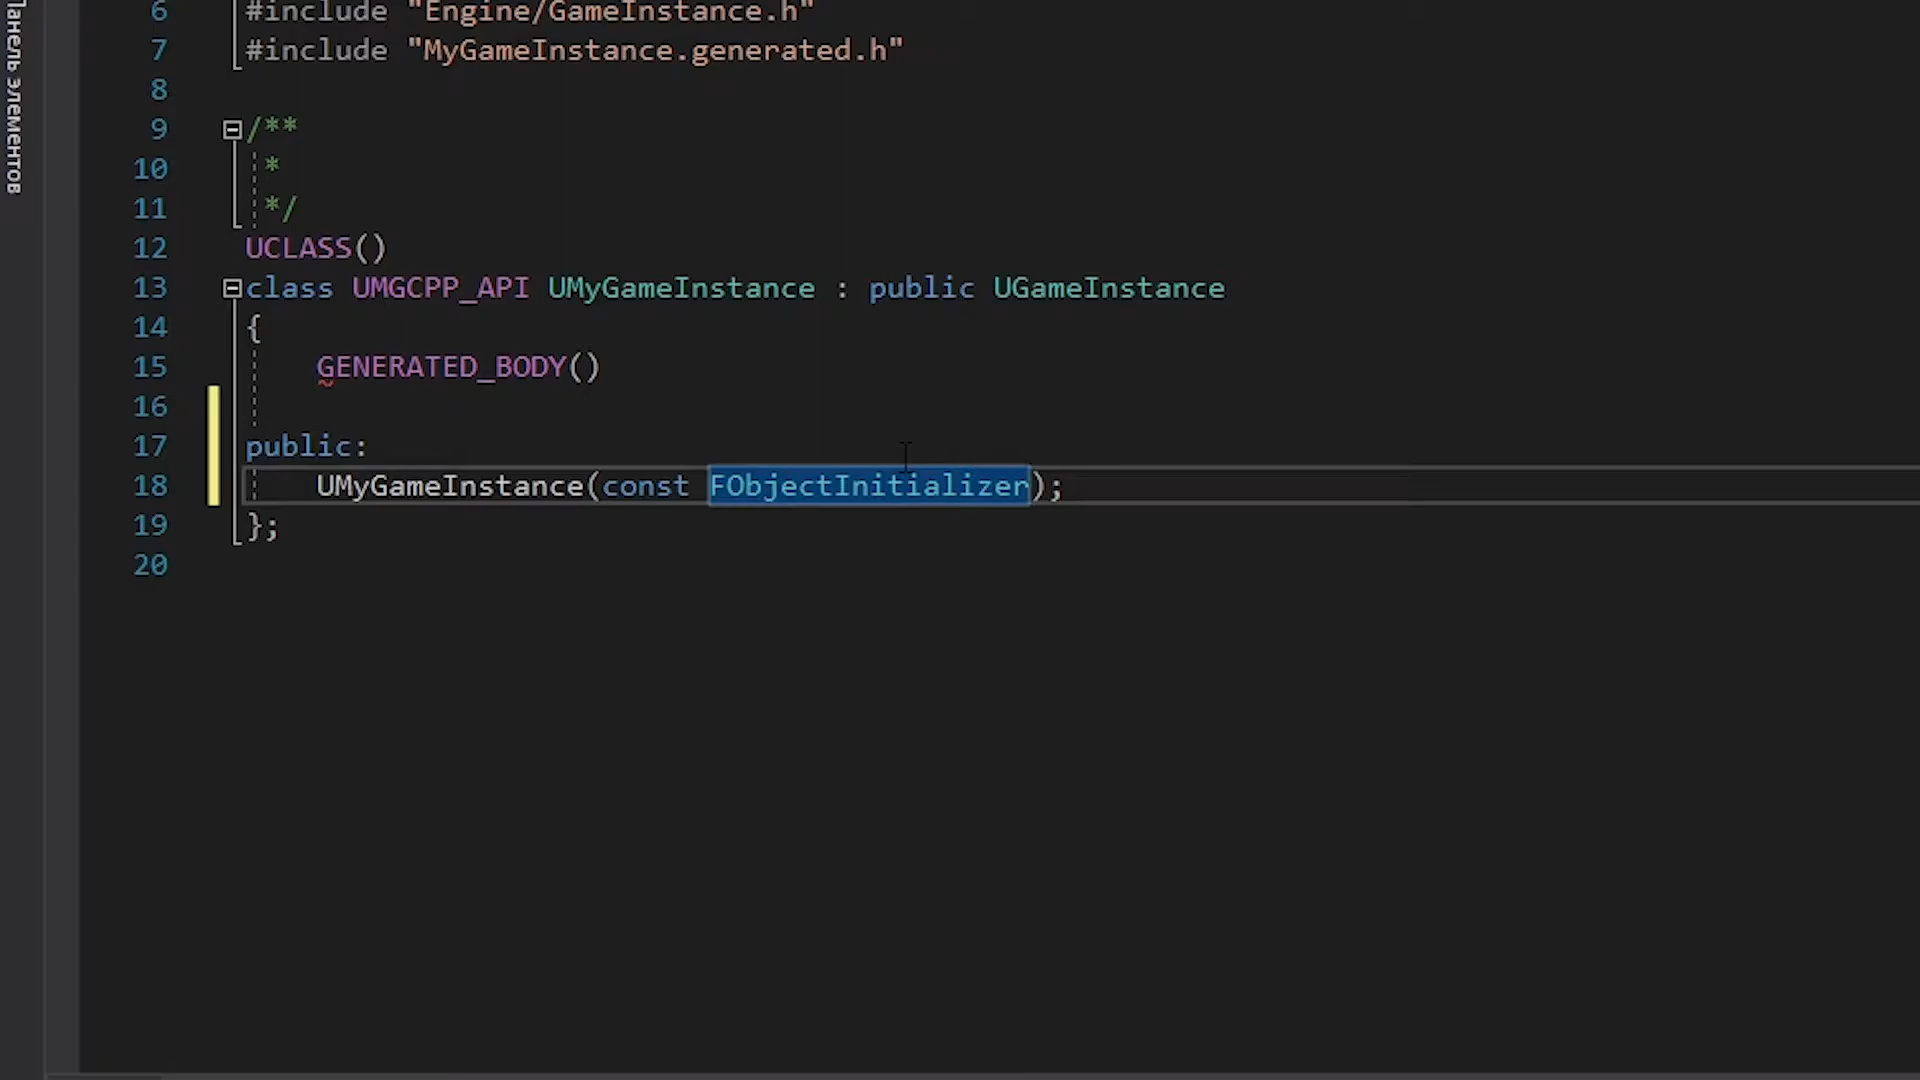 анель элементов
6 #include "Engine/GameInstance.h"
7 #include "MyGameInstance.generated.h"
8
9 /**
10 *
11 */
12 UCLASS()
13 class UMGCPP_API UMyGameInstance : public UGameInstance
14 {
15 GENERATED_BODY()
16
17 public:
18 UMyGameInstance(const FObjectInitializer);
19 };
20